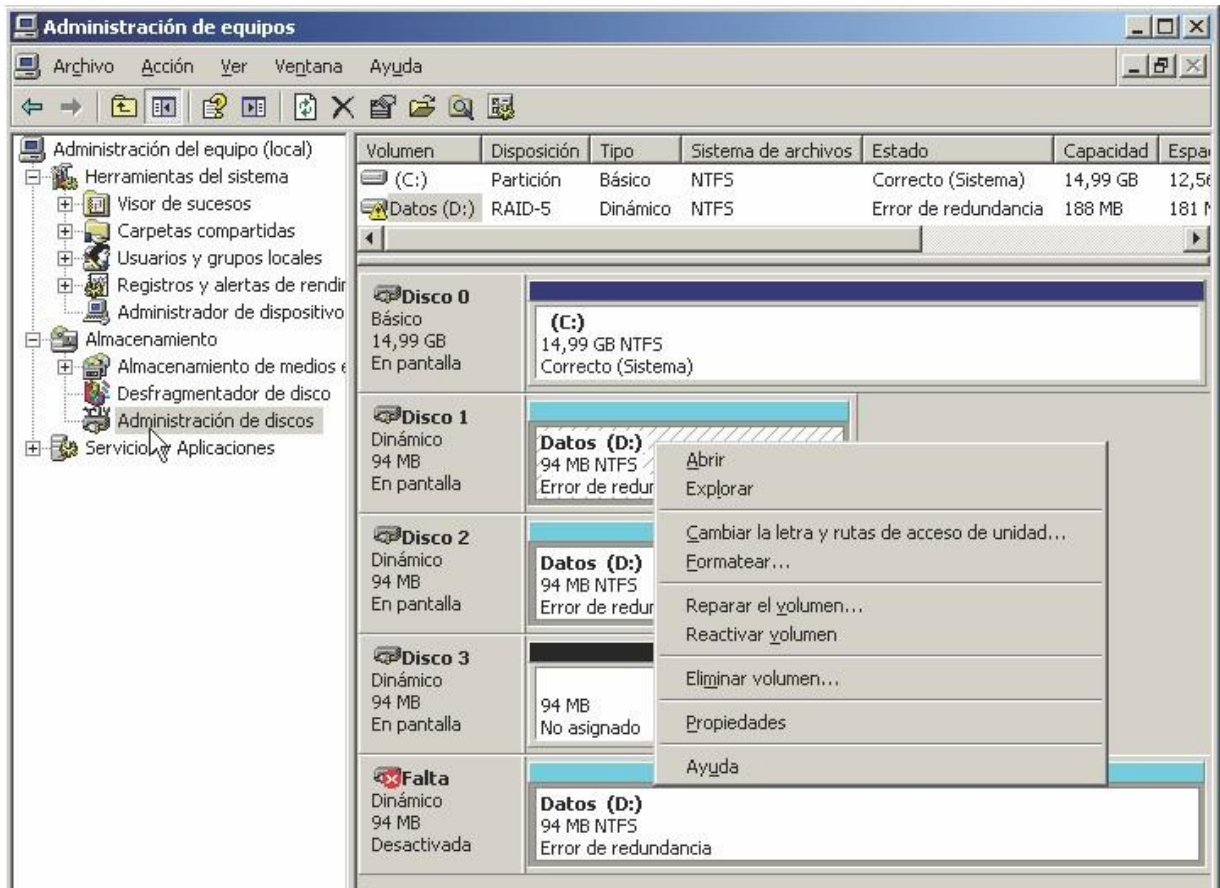 Administración de equipos
Archivo Acción Ver Ventana Ayuda
Administración del equipo (local)
Herramientas del sistema
Visor de sucesos
Carpetas compartidas
Usuarios y grupos locales
Registros y alertas de rendir
Administrador de dispositivo
Almacenamiento
Almacenamiento de medios e
Desfragmentador de disco
Administración de discos
Servicio y Aplicaciones
Volumen Disposición Tipo Sistema de archivos Estado Capacidad Espa
(C:) Partición Básico NTFS Correcto (Sistema) 14,99 GB 12,56
Datos (D:) RAID-5 Dinámico NTFS Error de redundancia 188 MB 181 M
Disco 0
Básico
14,99 GB
En pantalla
(C:)
14,99 GB NTFS
Correcto (Sistema)
Disco 1
Dinámico
94 MB
En pantalla
Datos (D:)
94 MB NTFS
Error de redur
Disco 2
Dinámico
94 MB
En pantalla
Datos (D:)
94 MB NTFS
Error de redur
Disco 3
Dinámico
94 MB
En pantalla
94 MB
No asignado
Falta
Dinámico
94 MB
Desactivada
Datos (D:)
94 MB NTFS
Error de redundancia
Abrir
Explorar
Cambiar la letra y rutas de acceso de unidad...
Formatear...
Reparar el volumen...
Reactivar volumen
Eliminar volumen...
Propiedades
Ayuda